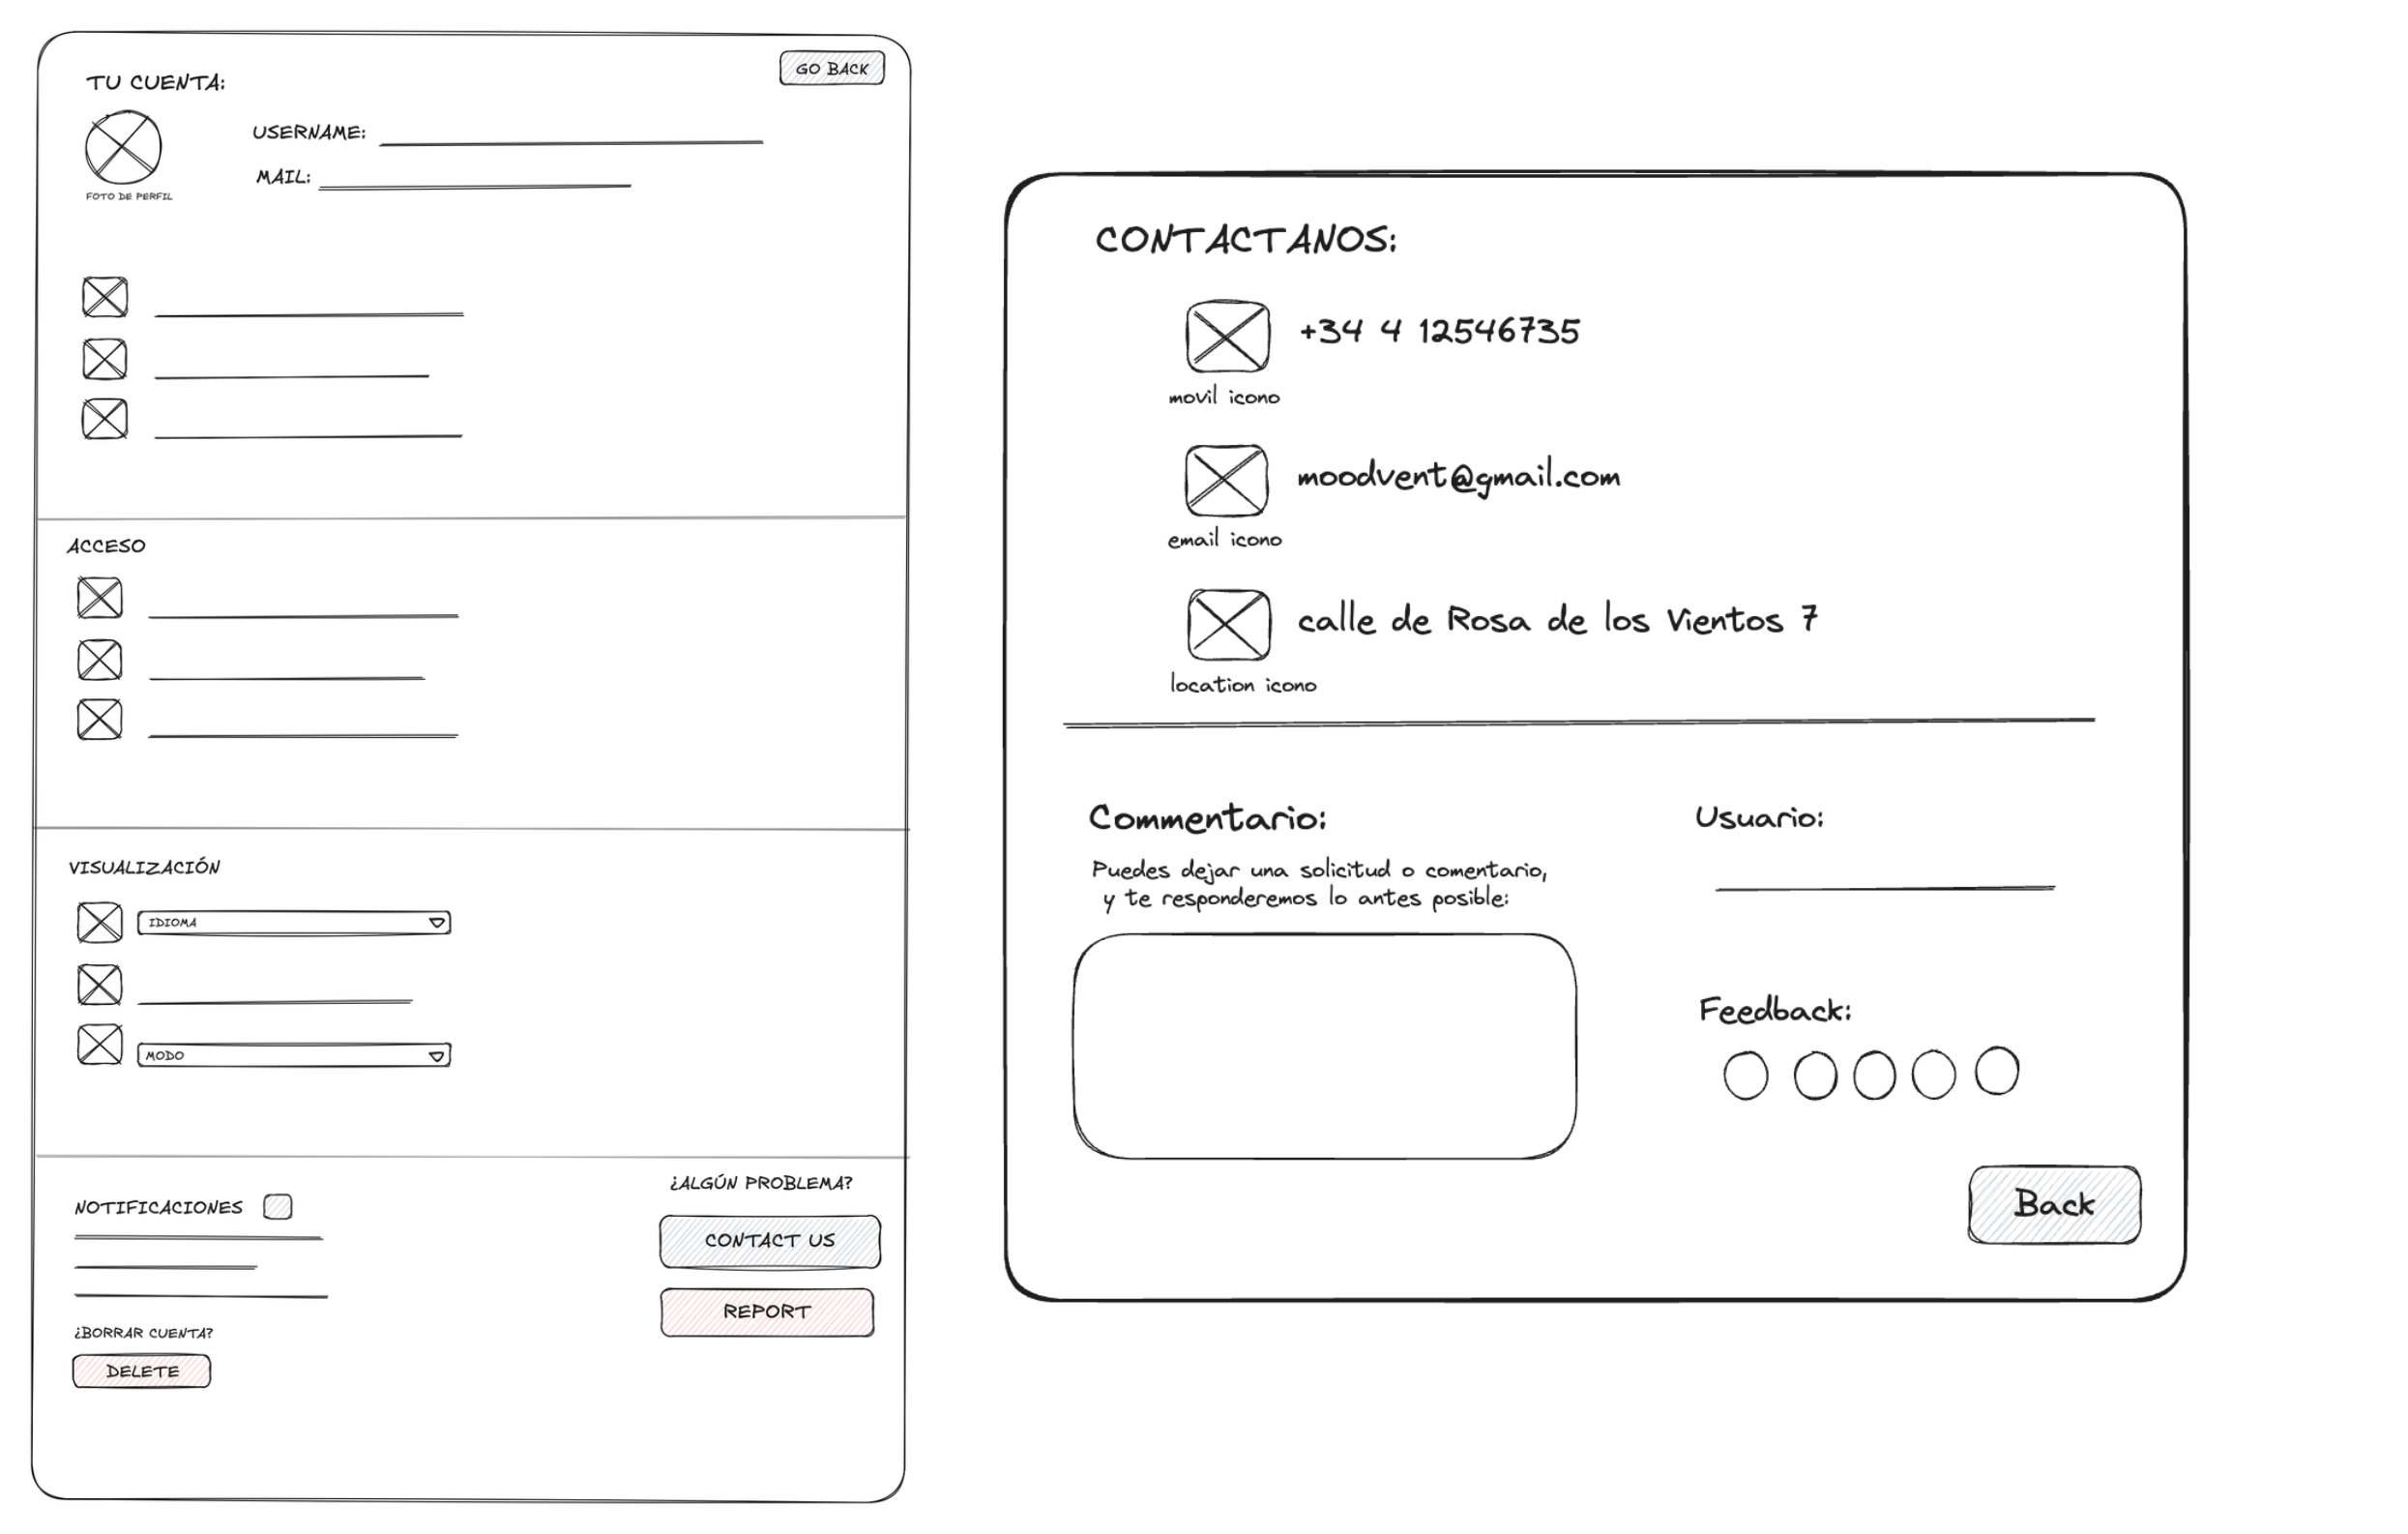 GO BACK
TU CUENTA:
USERNAME:
MAIL:
FOTO DE PERFIL
ACCESO
VISUALIZACIÓN
IDIOMA
MODO
NOTIFICACIONES
¿BORRAR CUENTA?
DELETE
¿ALGÚN PROBLEMA?
CONTACT US
REPORT
CONTACTANOS:
+34 4 12546735
movil icono
moodvent@gmail.com
email icono
calle de Rosa de los Vientos 7
location icono
Commentario:
Puedes dejar una solicitud o comentario,
y te responderemos lo antes posible:
Usuario:
Feedback:
Back